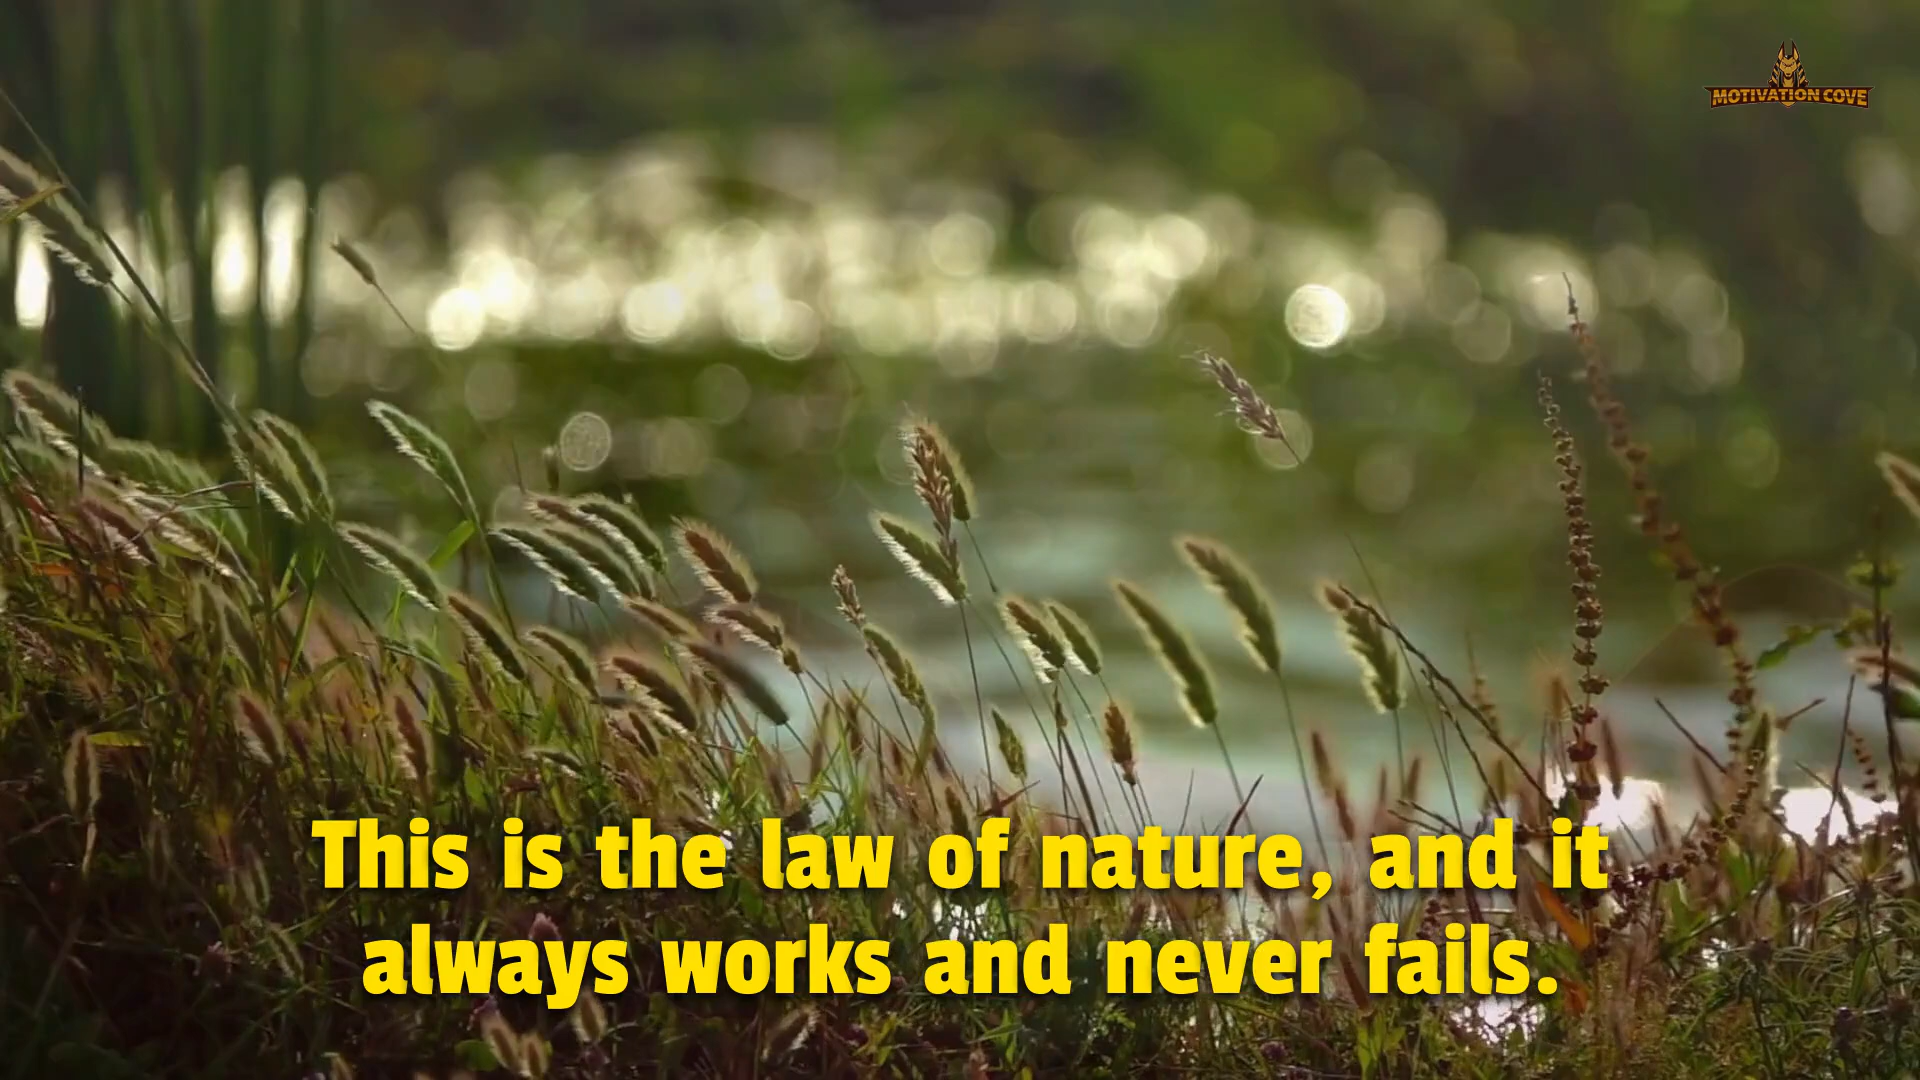 MOTIVATION COVE
This is the law of nature, and it
always works and never fails.